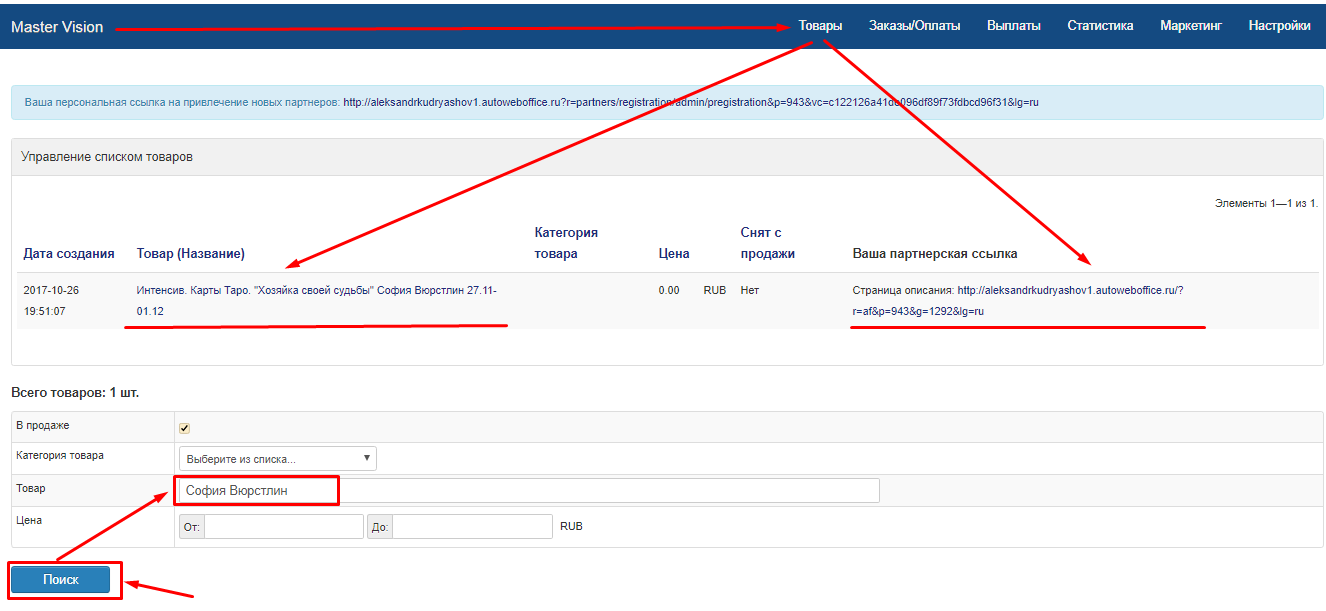 Master Vision
Товары Заказы/Оплаты Выплаты Статистика Маркетинг Настройки
Ваша персональная ссылка на привлечение новых партнеров: http://aleksandrkudryashov1.autoweboffice.ru?r=partners/registration/admin/pregistration&p=943&vc=c122126a41de096df89f73fdbcd96f31&lg=ru
Управление списком товаров
Элементы 1—1 из 1.
Дата создания Товар (Название) Категория товара Цена Снят с продажи Ваша партнерская ссылка
2017-10-26 Интенсив. Карты Таро. "Хозяйка своей судьбы" София Вюрстлин 27.11- 0.00 RUB Нет Страница описания: http://aleksandrkudryashov1.autoweboffice.ru/?
19:51:07 01.12 r=af&p=943&g=1292&lg=ru
Всего товаров: 1 шт.
В продаже
Категория товара Выберите из списка...
Товар София Вюрстлин
Цена От: До: RUB
Поиск